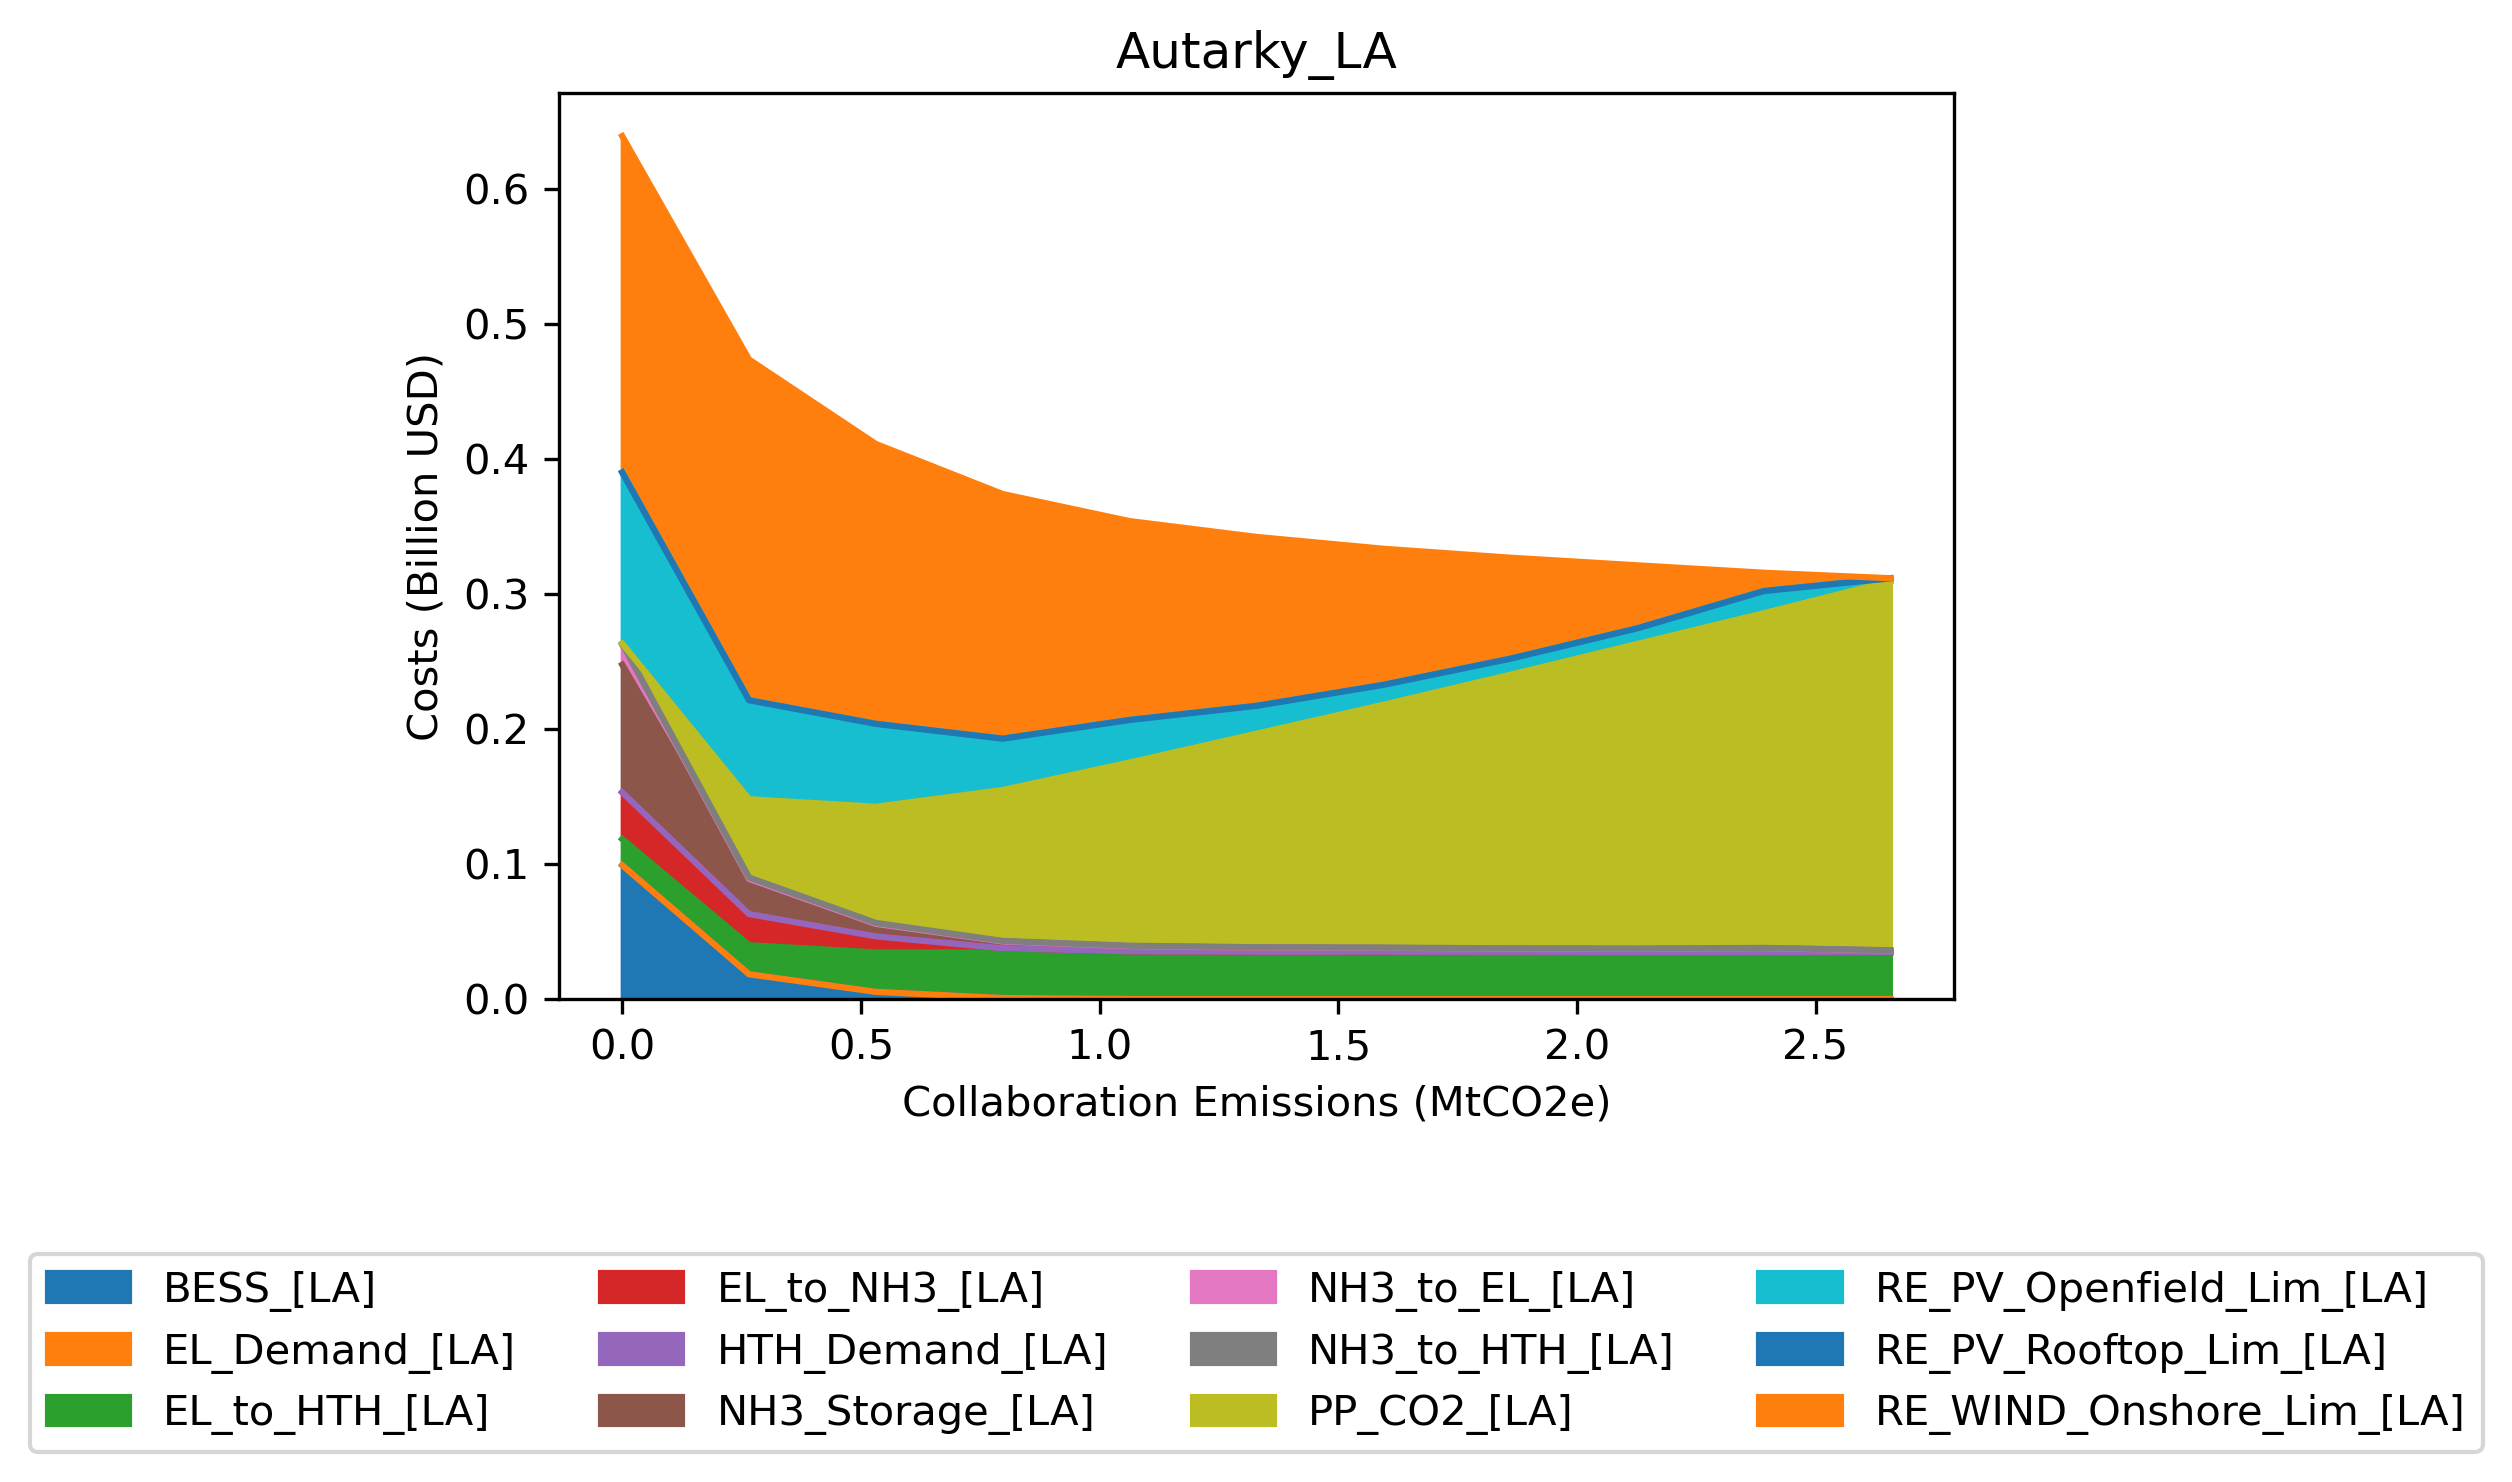 Autarky_LA
Costs (Billion USD)
0.6
0.5
0.4
0.3
0.2
0.1
0.0
0.0 0.5 1.0 1.5 2.0 2.5
Collaboration Emissions (MtCO2e)
BESS_[LA] EL_to_NH3_[LA] NH3_to_EL_[LA] RE_PV_Openfield_Lim_[LA]
EL_Demand_[LA] HTH_Demand_[LA] NH3_to_HTH_[LA] RE_PV_Rooftop_Lim_[LA]
EL_to_HTH_[LA] NH3_Storage_[LA] PP_CO2_[LA] RE_WIND_Onshore_Lim_[LA]